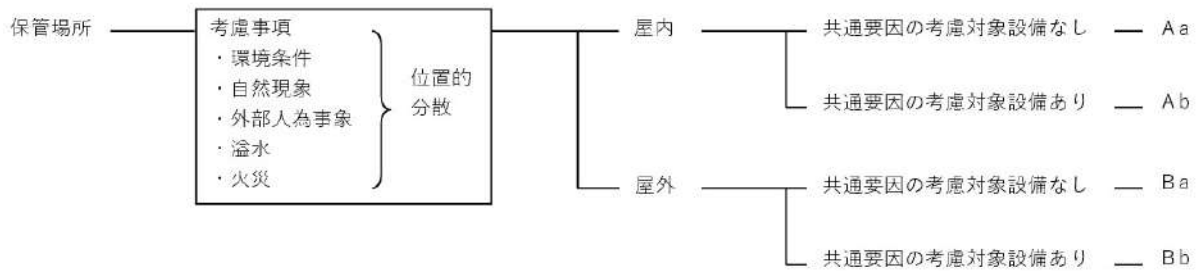 保管場所
考慮事項
・環境条件
・自然現象
・外部人為事象
・溢水
・火災
位置的
分散
屋内
共通要因の考慮対象設備なし
Aa
共通要因の考慮対象設備あり
Ab
屋外
共通要因の考慮対象設備なし
Ba
共通要因の考慮対象設備あり
Bb